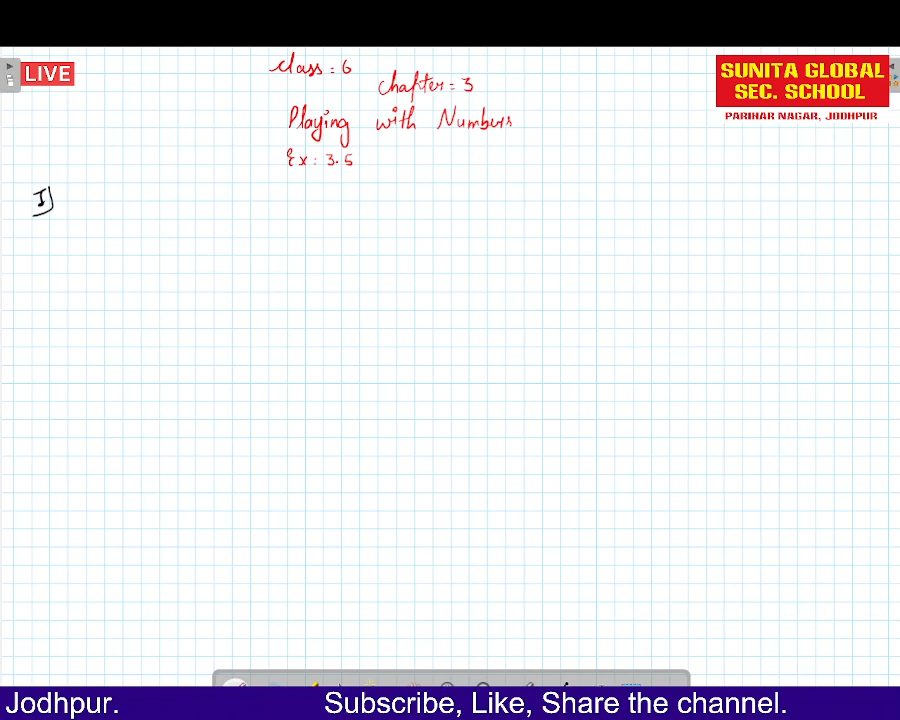 LIVE
class = 6
chapter = 3
Playing with Numbers
Ex : 3.5
SUNITA GLOBAL
SEC. SCHOOL
PARIHAR NAGAR, JODHPUR
I)
Jodhpur.
Subscribe, Like, Share the channel.